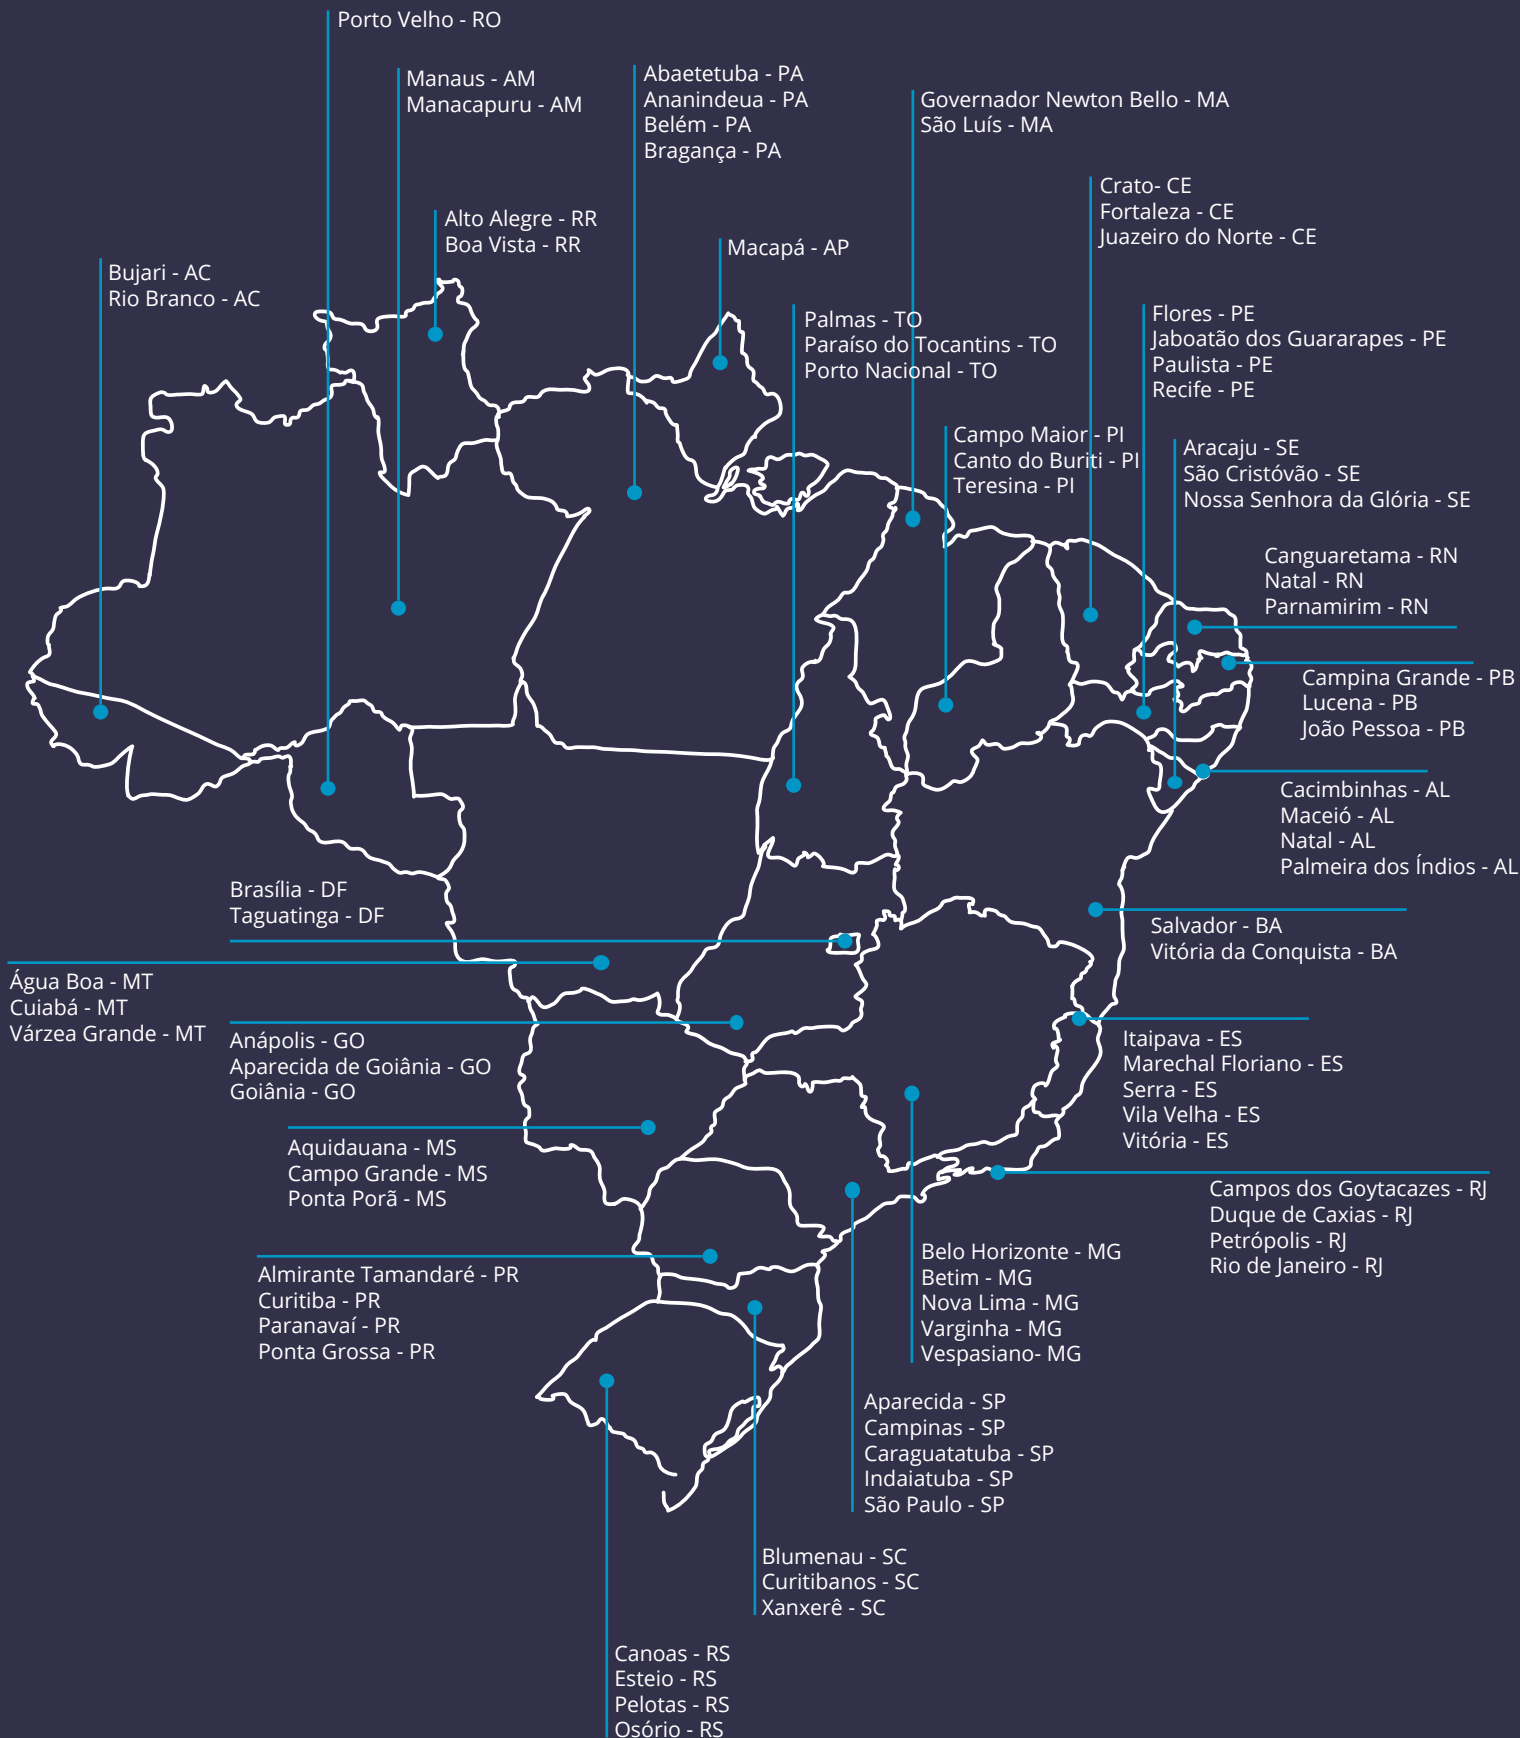 Porto Velho - RO
Manaus - AM
Manacapuru - AM
Abaetetuba - PA
Ananindeua - PA
Belém - PA
Bragança - PA
Governador Newton Bello - MA
São Luís - MA
Crato- CE
Fortaleza - CE
Juazeiro do Norte - CE
Alto Alegre - RR
Boa Vista - RR
Macapá - AP
Bujari - AC
Rio Branco - AC
Palmas - TO
Paraíso do Tocantins - TO
Porto Nacional - TO
Flores - PE
Jaboatão dos Guararapes - PE
Paulista - PE
Recife - PE
Campo Maior - PI
Canto do Buriti - PI
Teresina - PI
Aracaju - SE
São Cristóvão - SE
Nossa Senhora da Glória - SE
Canguaretama - RN
Natal - RN
Parnamirim - RN
Campina Grande - PB
Lucena - PB
João Pessoa - PB
Cacimbinhas - AL
Maceió - AL
Natal - AL
Palmeira dos Índios - AL
Brasília - DF
Taguatinga - DF
Salvador - BA
Vitória da Conquista - BA
Água Boa - MT
Cuiabá - MT
Várzea Grande - MT
Anápolis - GO
Aparecida de Goiânia - GO
Goiânia - GO
Itaipava - ES
Marechal Floriano - ES
Serra - ES
Vila Velha - ES
Vitória - ES
Aquidauana - MS
Campo Grande - MS
Ponta Porã - MS
Campos dos Goytacazes - RJ
Duque de Caxias - RJ
Petrópolis - RJ
Rio de Janeiro - RJ
Belo Horizonte - MG
Betim - MG
Nova Lima - MG
Varginha - MG
Vespasiano- MG
Almirante Tamandaré - PR
Curitiba - PR
Paranavaí - PR
Ponta Grossa - PR
Aparecida - SP
Campinas - SP
Caraguatatuba - SP
Indaiatuba - SP
São Paulo - SP
Blumenau - SC
Curitibanos - SC
Xanxerê - SC
Canoas - RS
Esteio - RS
Pelotas - RS
Osório - RS